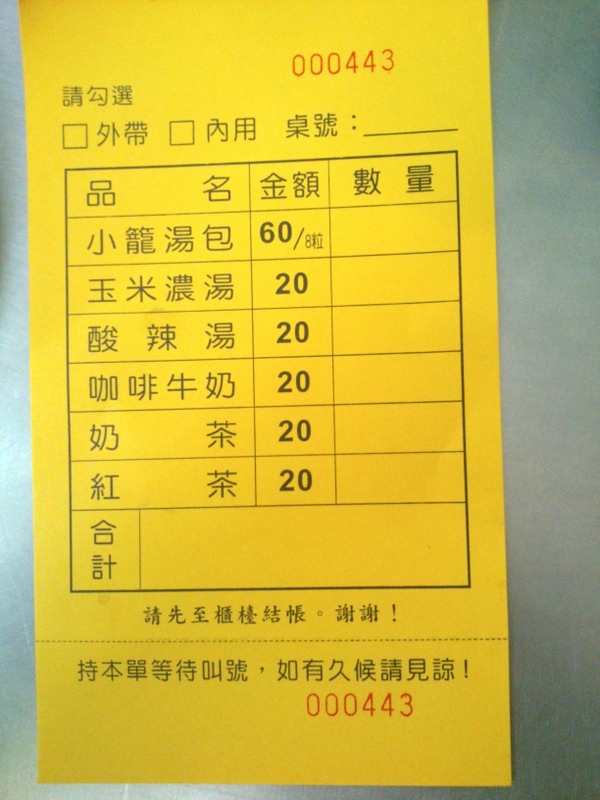 000443
請勾選
□外帶 □內用 桌號：______
品名 金額 數量
小籠湯包 60/8粒
玉米濃湯 20
酸辣湯 20
咖啡牛奶 20
奶茶 20
紅茶 20
合計
請先至櫃檯結帳。謝謝！
持本單等待叫號，如有久候請見諒！
000443